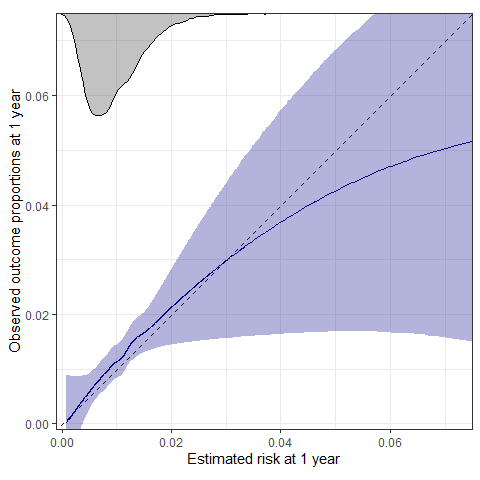 Observed outcome proportions at 1 year
0.06
0.04
0.02
0.00
0.00 0.02 0.04 0.06
Estimated risk at 1 year